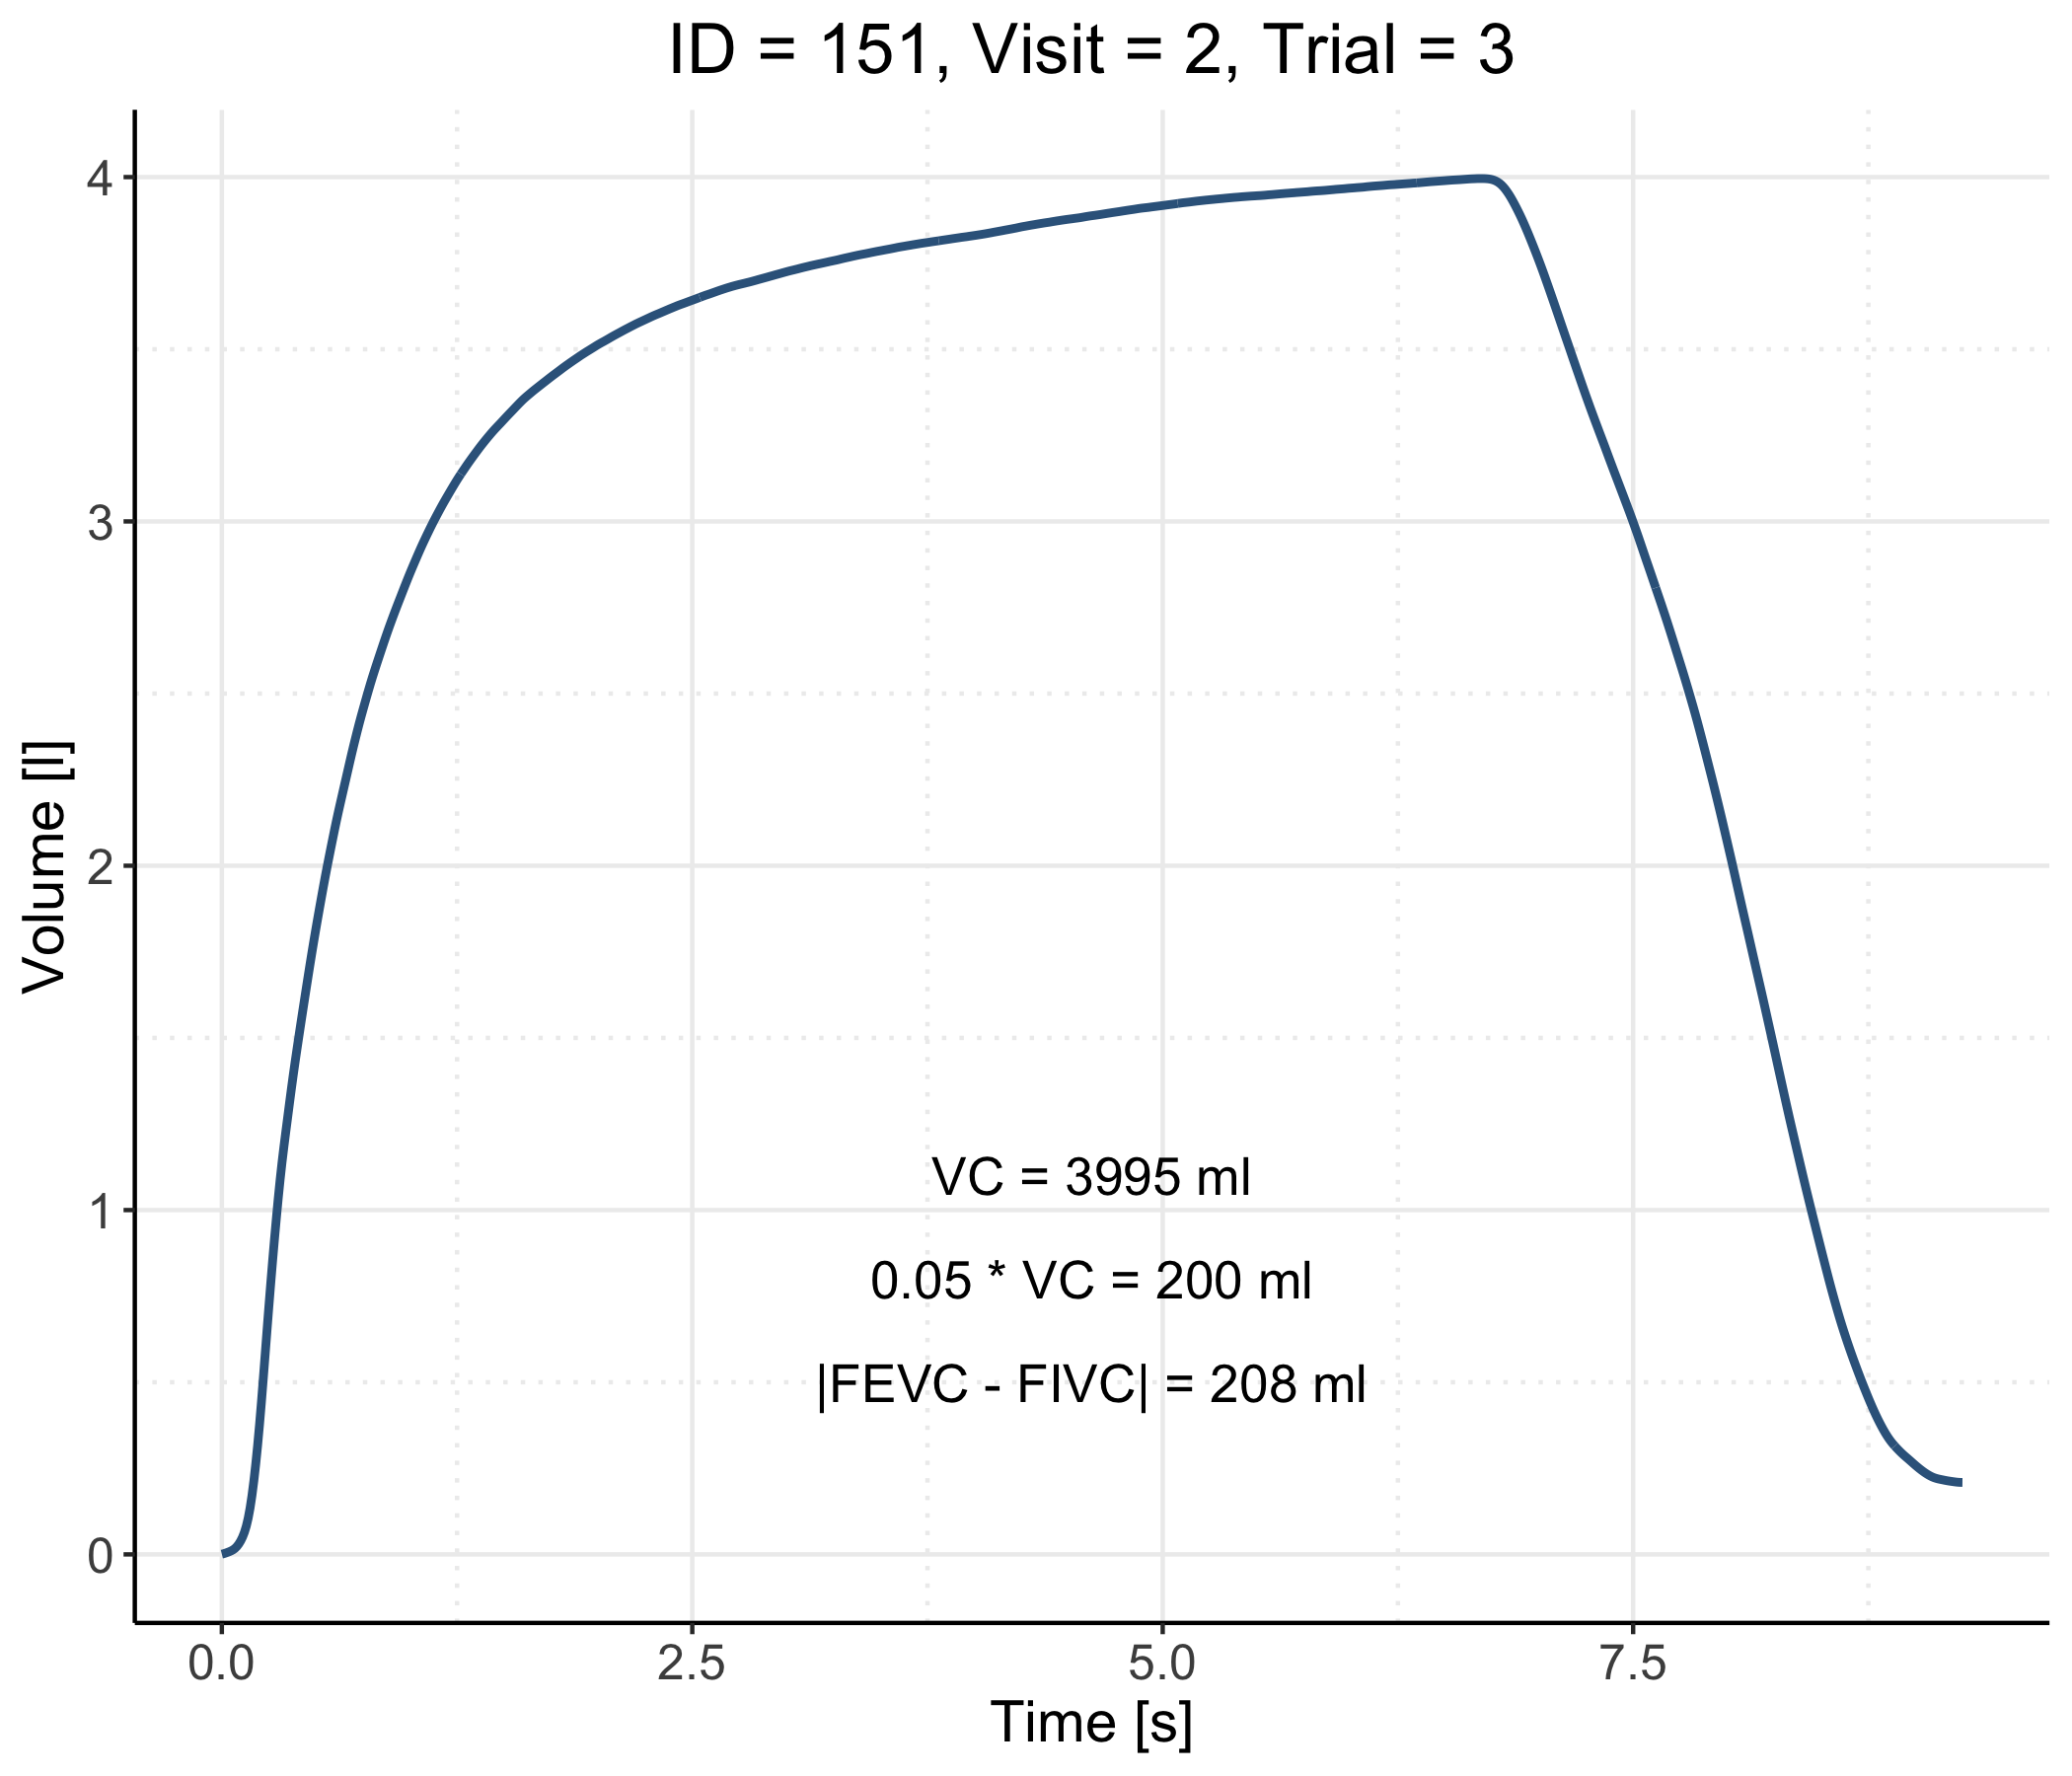 ID = 151, Visit = 2, Trial = 3
4
3
2
1
0
Volume [l]
VC = 3995 ml
0.05 * VC = 200 ml
|FEVC - FIVC| = 208 ml
0.0 2.5 5.0 7.5
Time [s]